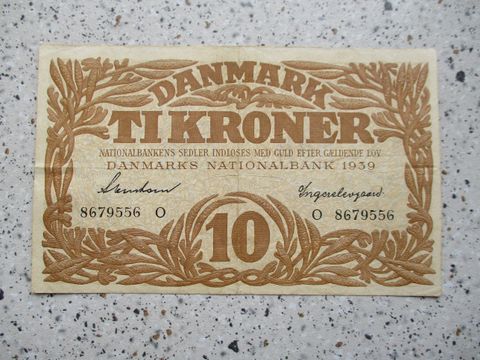 DANMARK
TI KRONER
NATIONALBANKENS SEDLER INDLØSES MED GULD EFTER GÆLDENDE LOV
DANMARKS NATIONALBANK 1939
8679556 O
O 8679556
10